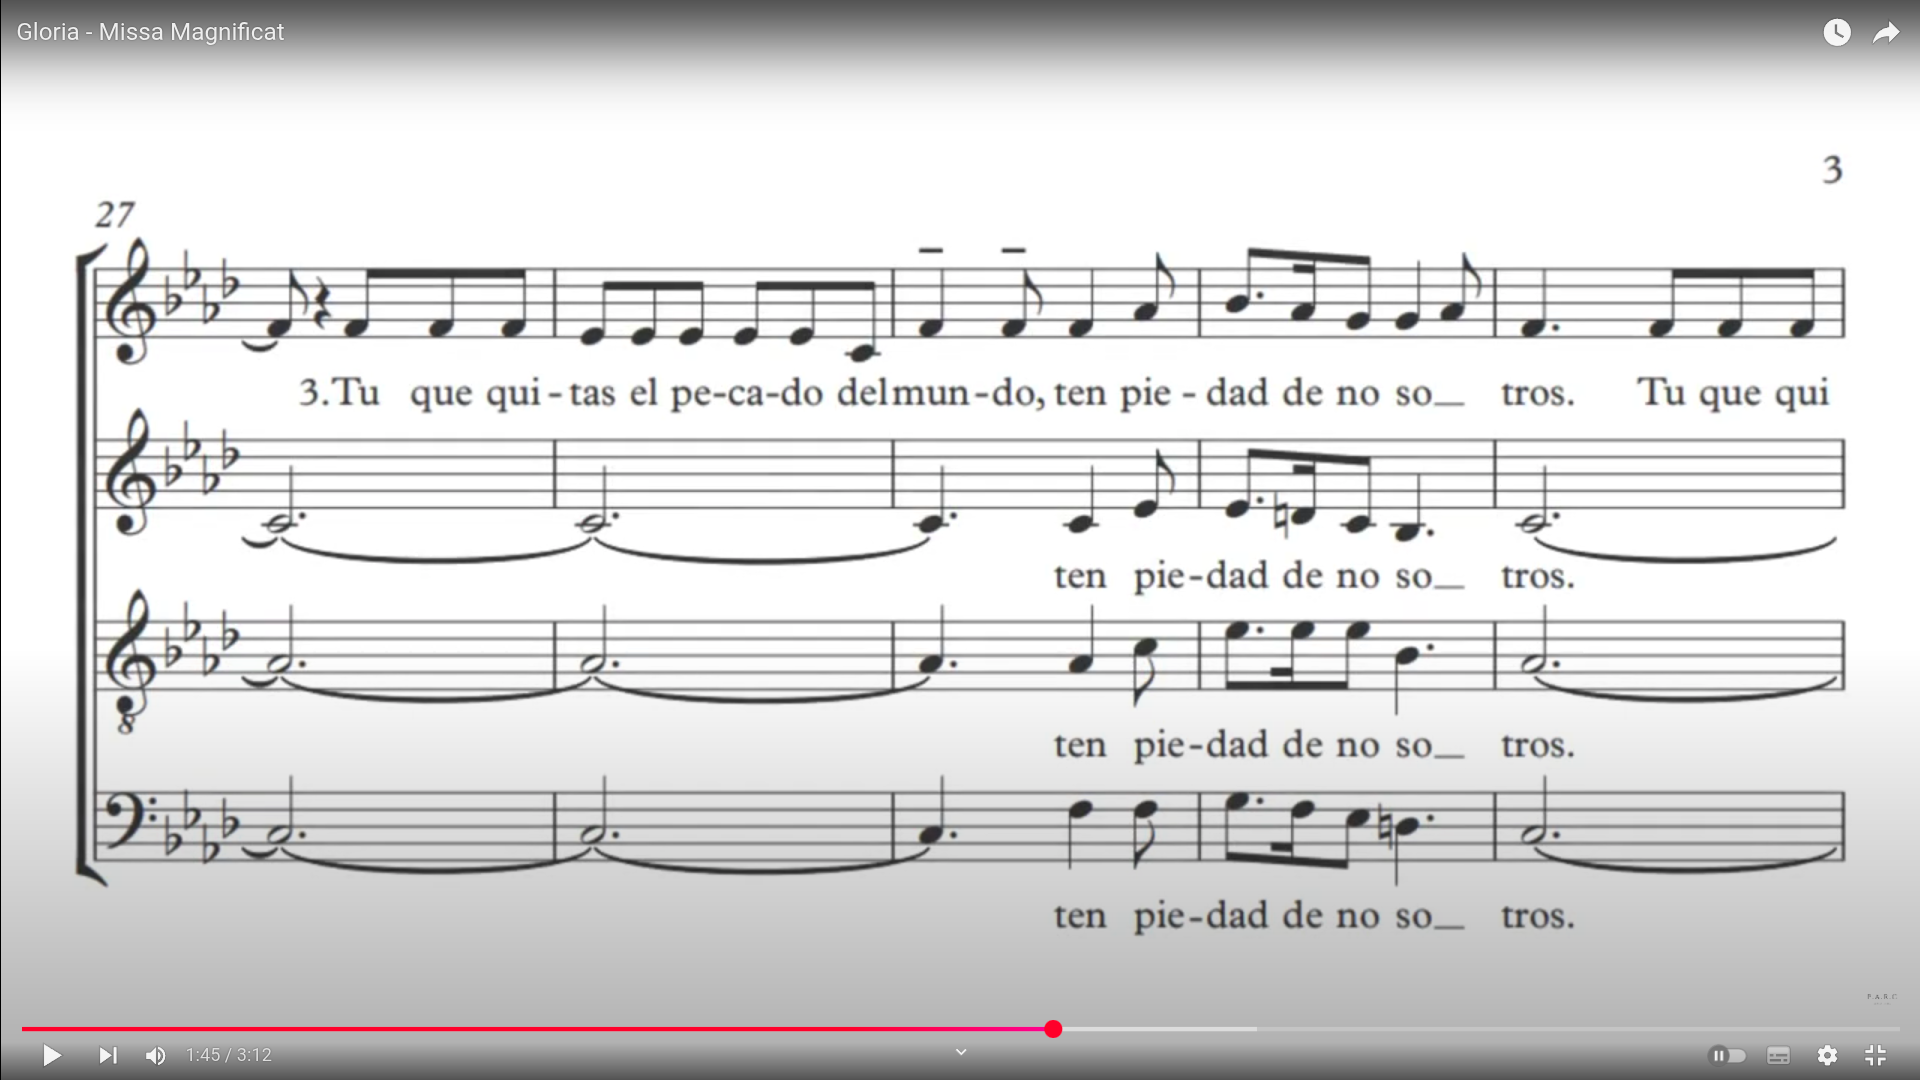 Gloria - Missa Magnificat
3
27
3.Tu que qui-tas el pe-ca-do del mun-do, ten pie-dad de no so_ tros. Tu que qui
ten pie-dad de no so_ tros.
8
ten pie-dad de no so_ tros.
ten pie-dad de no so_ tros.
P.A.R.C
1:45 / 3:12